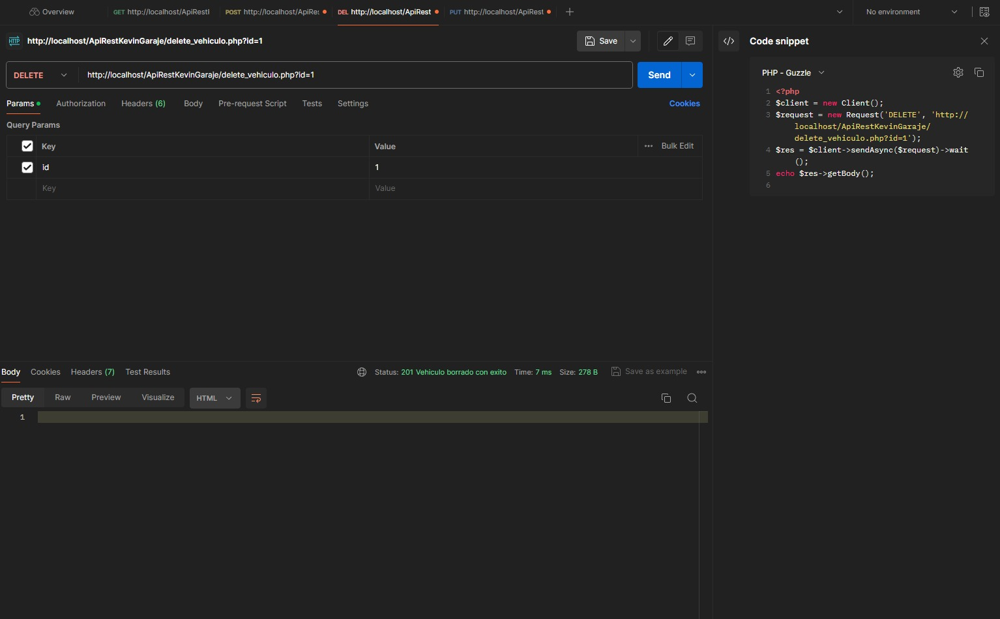 Overview
GET http://localhost/ApiRestI
POST http://localhost/ApiRes
DEL http://localhost/ApiRest
PUT http://localhost/ApiRest
No environment
HTTP http://localhost/ApiRestKevinGaraje/delete_vehiculo.php?id=1
Save
</> Code snippet
DELETE http://localhost/ApiRestKevinGaraje/delete_vehiculo.php?id=1
Send
Params Authorization Headers (6) Body Pre-request Script Tests Settings
Cookies
Query Params
Key Value ••• Bulk Edit
id 1
Key Value
PHP - Guzzle
1 <?php
2 $client = new Client();
3 $request = new Request('DELETE', 'http://
localhost/ApiRestKevinGaraje/
delete_vehiculo.php?id=1');
4 $res = $client->sendAsync($request)->wait
();
5 echo $res->getBody();
6
Body Cookies Headers (7) Test Results
Status: 201 Vehiculo borrado con exito Time: 7 ms Size: 278 B Save as example
Pretty Raw Preview Visualize HTML
1